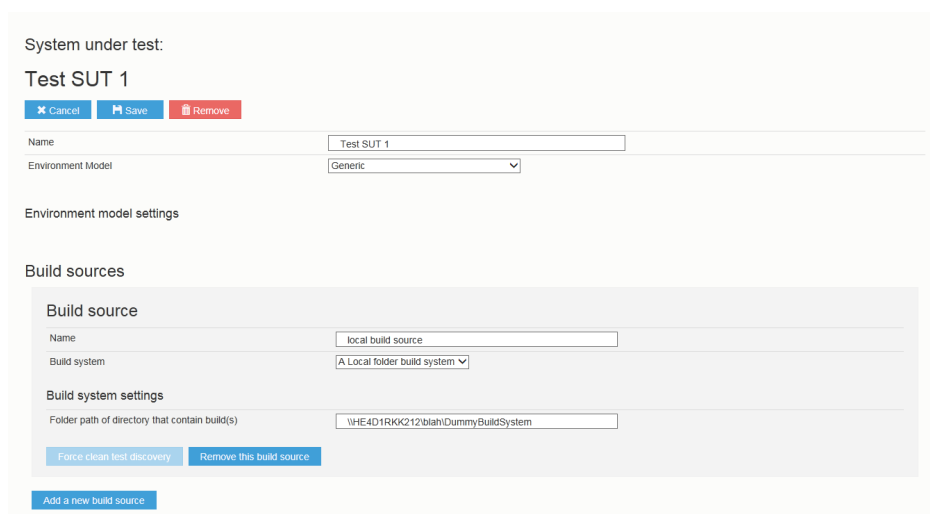 System under test:
Test SUT 1
Cancel Save Remove
Name Test SUT 1
Environment Model Generic
Environment model settings
Build sources
Build source
Name local build source
Build system A Local folder build system
Build system settings
Folder path of directory that contain build(s) \\HE4D1RKK212\blah\DummyBuildSystem
Force clean test discovery Remove this build source
Add a new build source